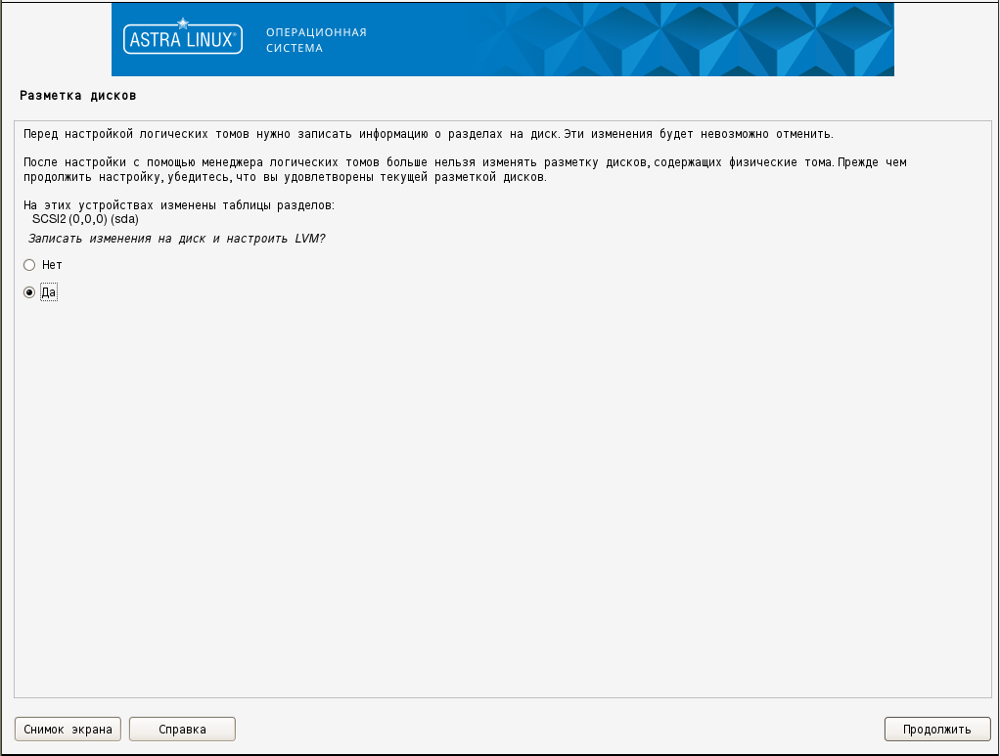 ASTRA LINUX®
ОПЕРАЦИОННАЯ
СИСТЕМА
Разметка дисков
Перед настройкой логических томов нужно записать информацию о разделах на диск. Эти изменения будет невозможно отменить.
После настройки с помощью менеджера логических томов больше нельзя изменять разметку дисков, содержащих физические тома. Прежде чем
продолжить настройку, убедитесь, что вы удовлетворены текущей разметкой дисков.
На этих устройствах изменены таблицы разделов:
SCSI2 (0,0,0) (sda)
Записать изменения на диск и настроить LVM?
Нет
Да
Снимок экрана
Справка
Продолжить